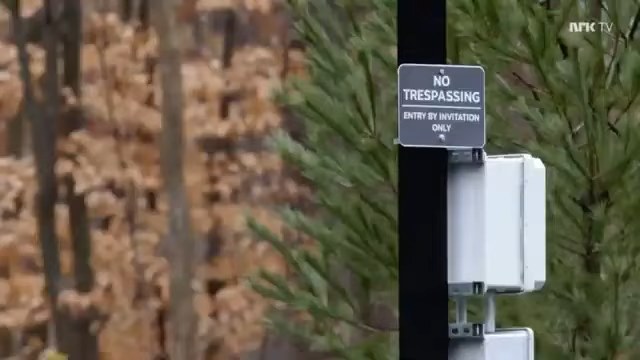 NRK TV
NO
TRESPASSING
ENTRY BY INVITATION
ONLY